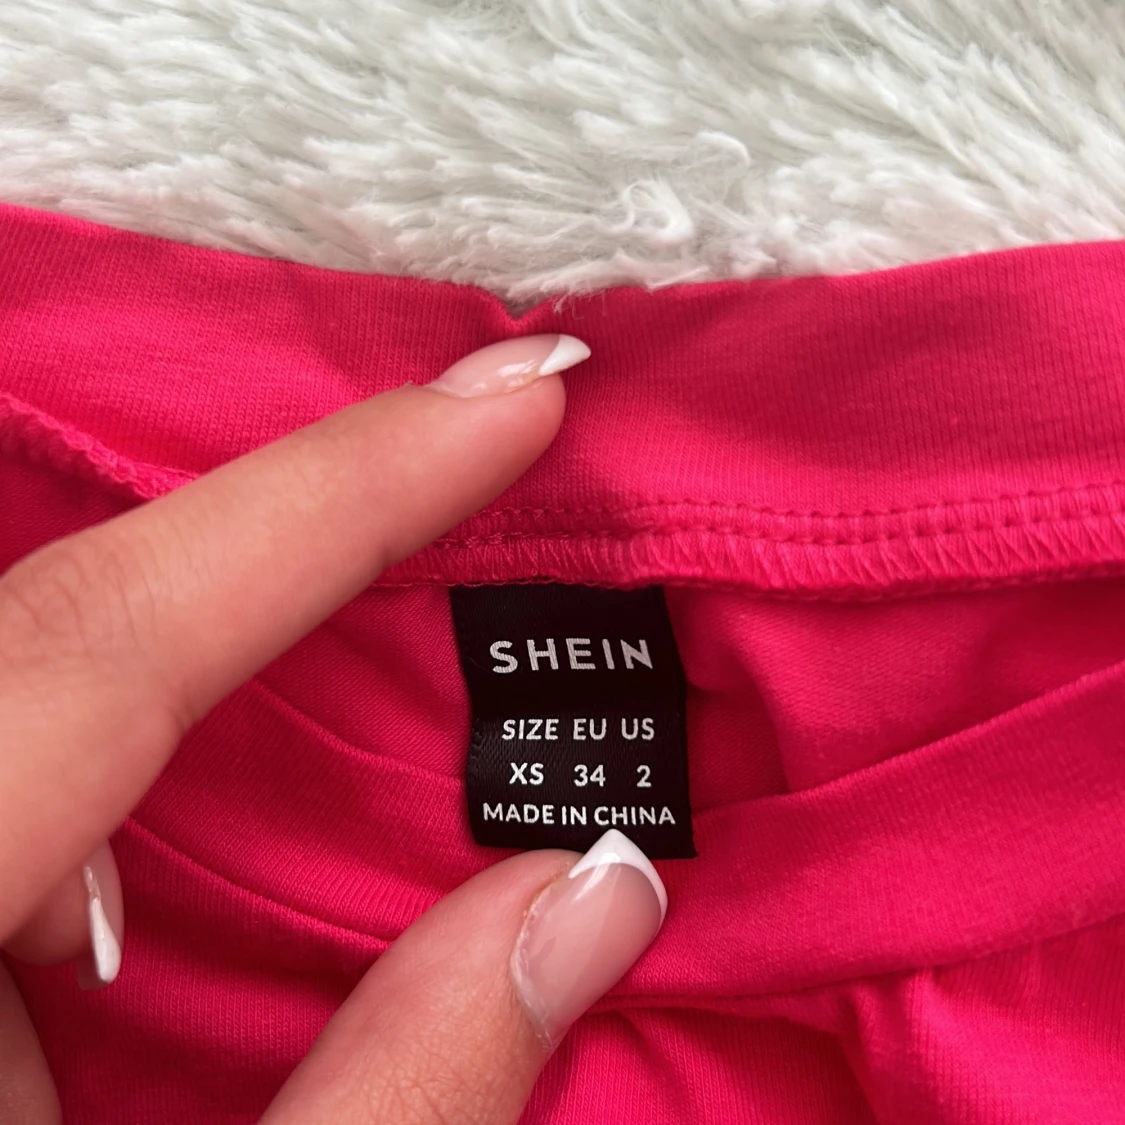 SHEIN
SIZE EU US
XS 34 2
MADE IN CHINA